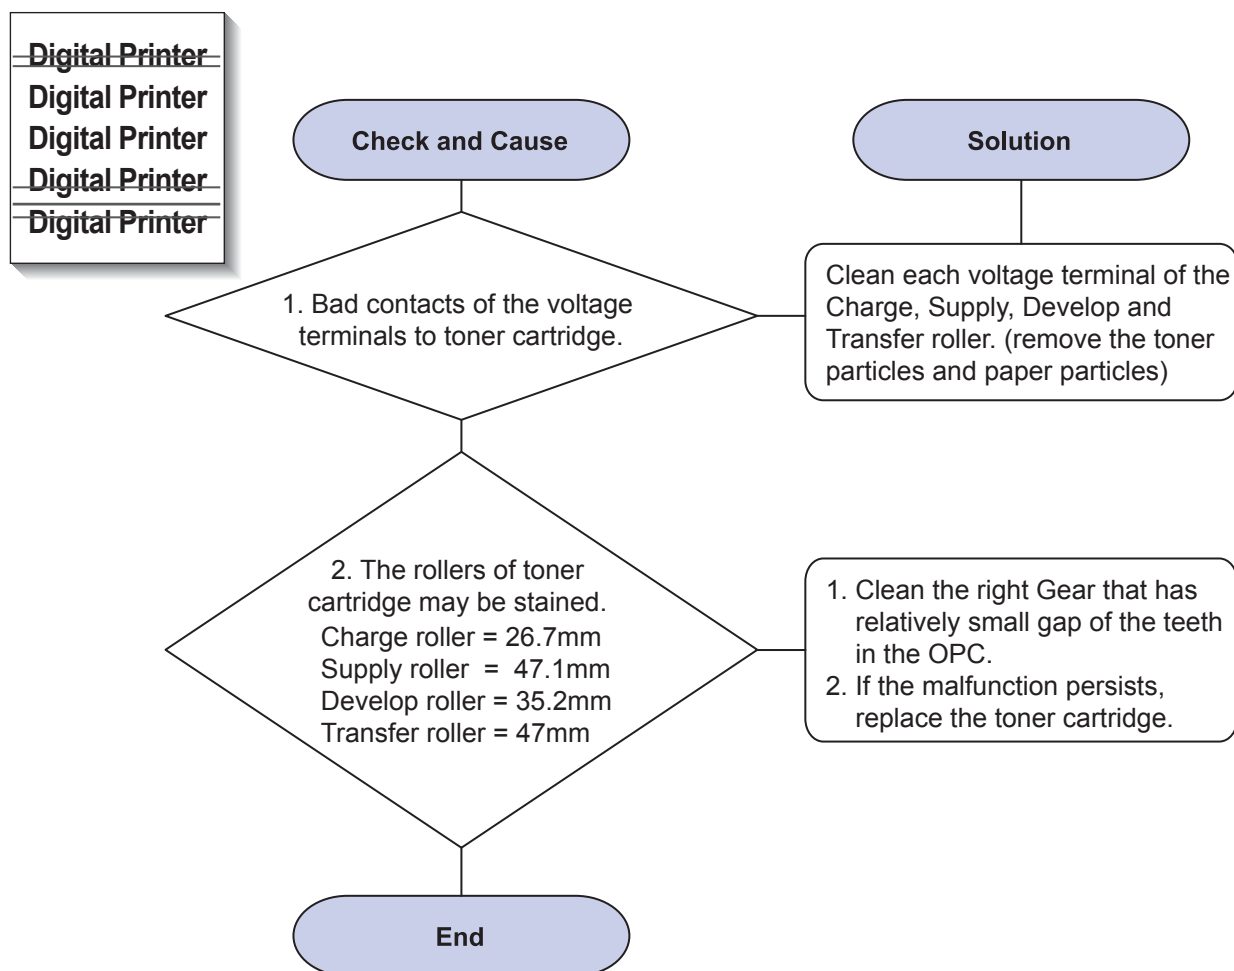 Digital Printer
Digital Printer
Digital Printer
Digital Printer
Digital Printer
Check and Cause
Solution
1. Bad contacts of the voltage
terminals to toner cartridge.
Clean each voltage terminal of the
Charge, Supply, Develop and
Transfer roller. (remove the toner
particles and paper particles)
2. The rollers of toner
cartridge may be stained.
Charge roller = 26.7mm
Supply roller = 47.1mm
Develop roller = 35.2mm
Transfer roller = 47mm
1. Clean the right Gear that has
relatively small gap of the teeth
in the OPC.
2. If the malfunction persists,
replace the toner cartridge.
End